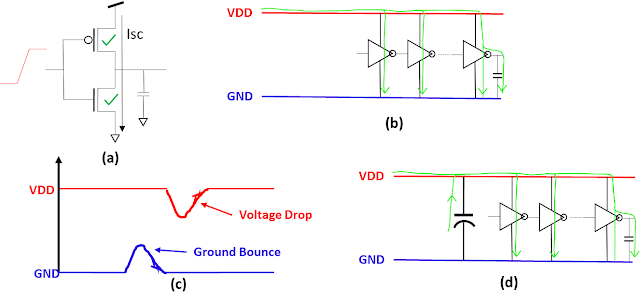 Isc
(a)
VDD
GND
(b)
VDD
Voltage Drop
Ground Bounce
GND
(c)
VDD
GND
(d)